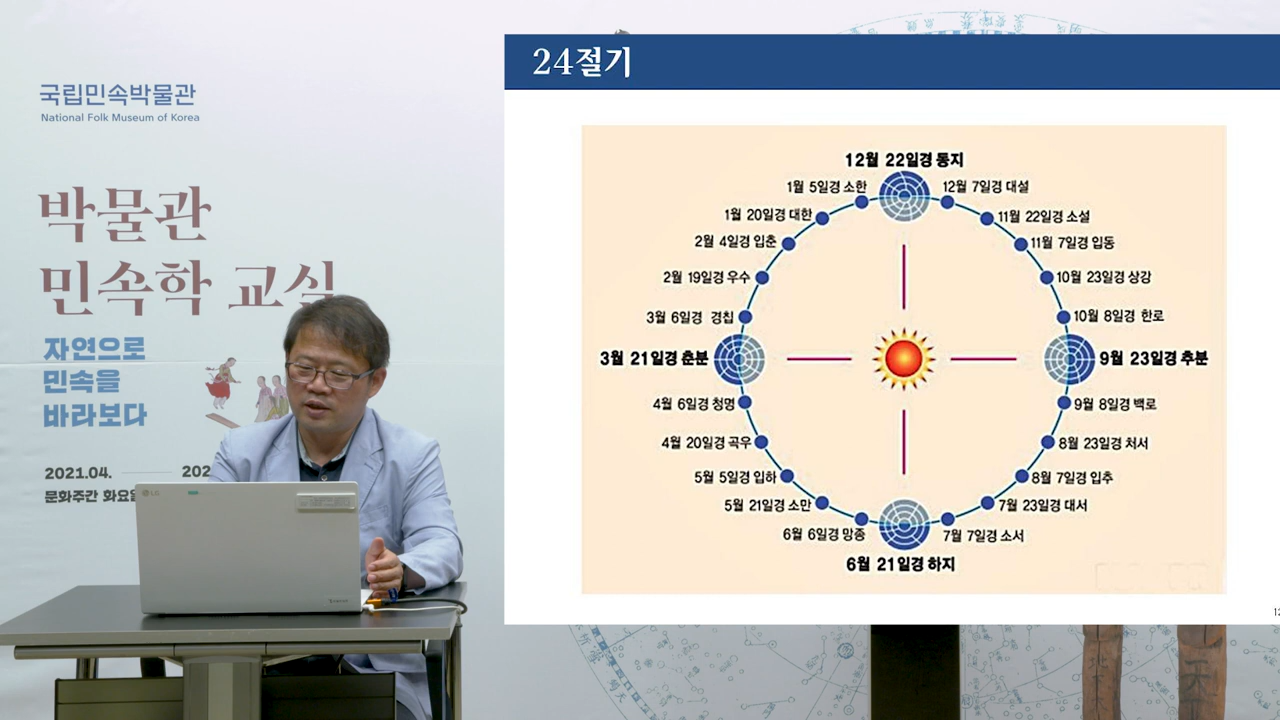 국립민속박물관
National Folk Museum of Korea
박물관
민속학 교실
자연으로
민속을
바라보다
2021.04.
202
문화주간 화요일
LG
24절기
12월 22일경 동지
1월 5일경 소한
12월 7일경 대설
1월 20일경 대한
11월 22일경 소설
2월 4일경 입춘
11월 7일경 입동
2월 19일경 우수
10월 23일경 상강
3월 6일경 경칩
10월 8일경 한로
3월 21일경 춘분
9월 23일경 추분
4월 6일경 청명
9월 8일경 백로
4월 20일경 곡우
8월 23일경 처서
5월 5일경 입하
8월 7일경 입추
5월 21일경 소만
7월 23일경 대서
6월 6일경 망종
7월 7일경 소서
6월 21일경 하지
12